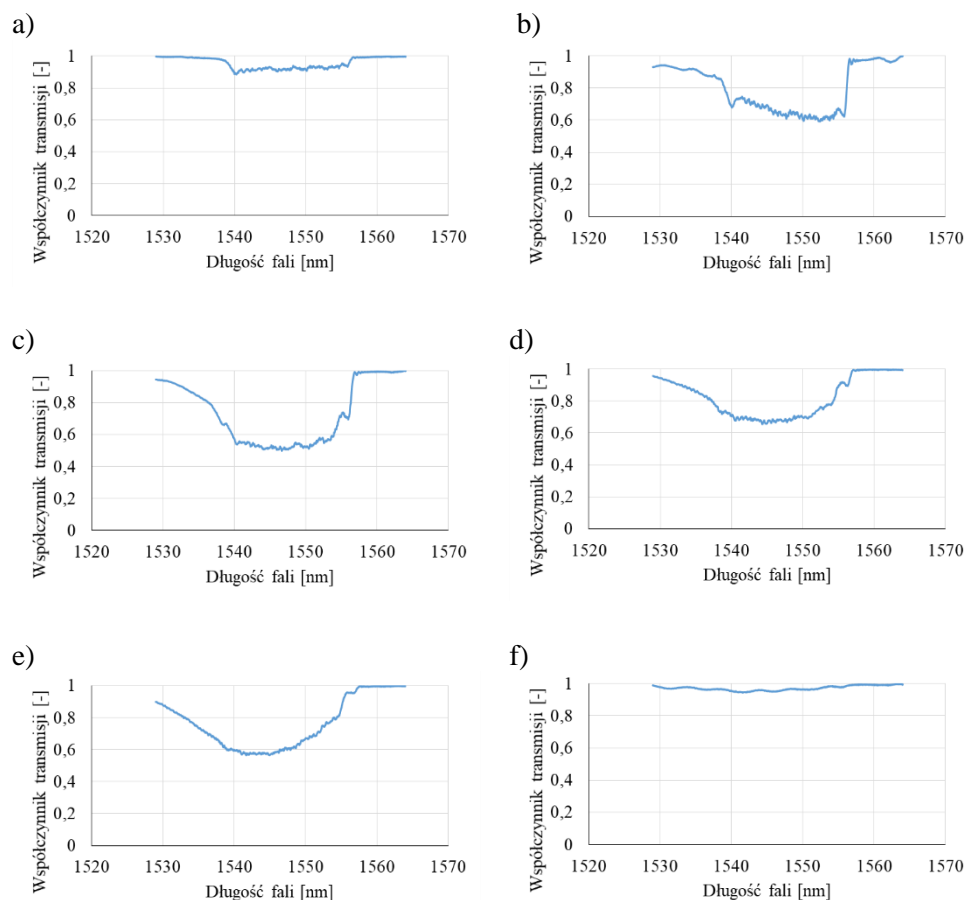 a)
Współczynnik transmisji [-]
1
0,8
0,6
0,4
0,2
0
1520 1530 1540 1550 1560 1570
Długość fali [nm]
b)
Współczynnik transmisji [-]
1
0,8
0,6
0,4
0,2
0
1520 1530 1540 1550 1560 1570
Długość fali [nm]
c)
Współczynnik transmisji [-]
1
0,8
0,6
0,4
0,2
0
1520 1530 1540 1550 1560 1570
Długość fali [nm]
d)
Współczynnik transmisji [-]
1
0,8
0,6
0,4
0,2
0
1520 1530 1540 1550 1560 1570
Długość fali [nm]
e)
Współczynnik transmisji [-]
1
0,8
0,6
0,4
0,2
0
1520 1530 1540 1550 1560 1570
Długość fali [nm]
f)
Współczynnik transmisji [-]
1
0,8
0,6
0,4
0,2
0
1520 1530 1540 1550 1560 1570
Długość fali [nm]